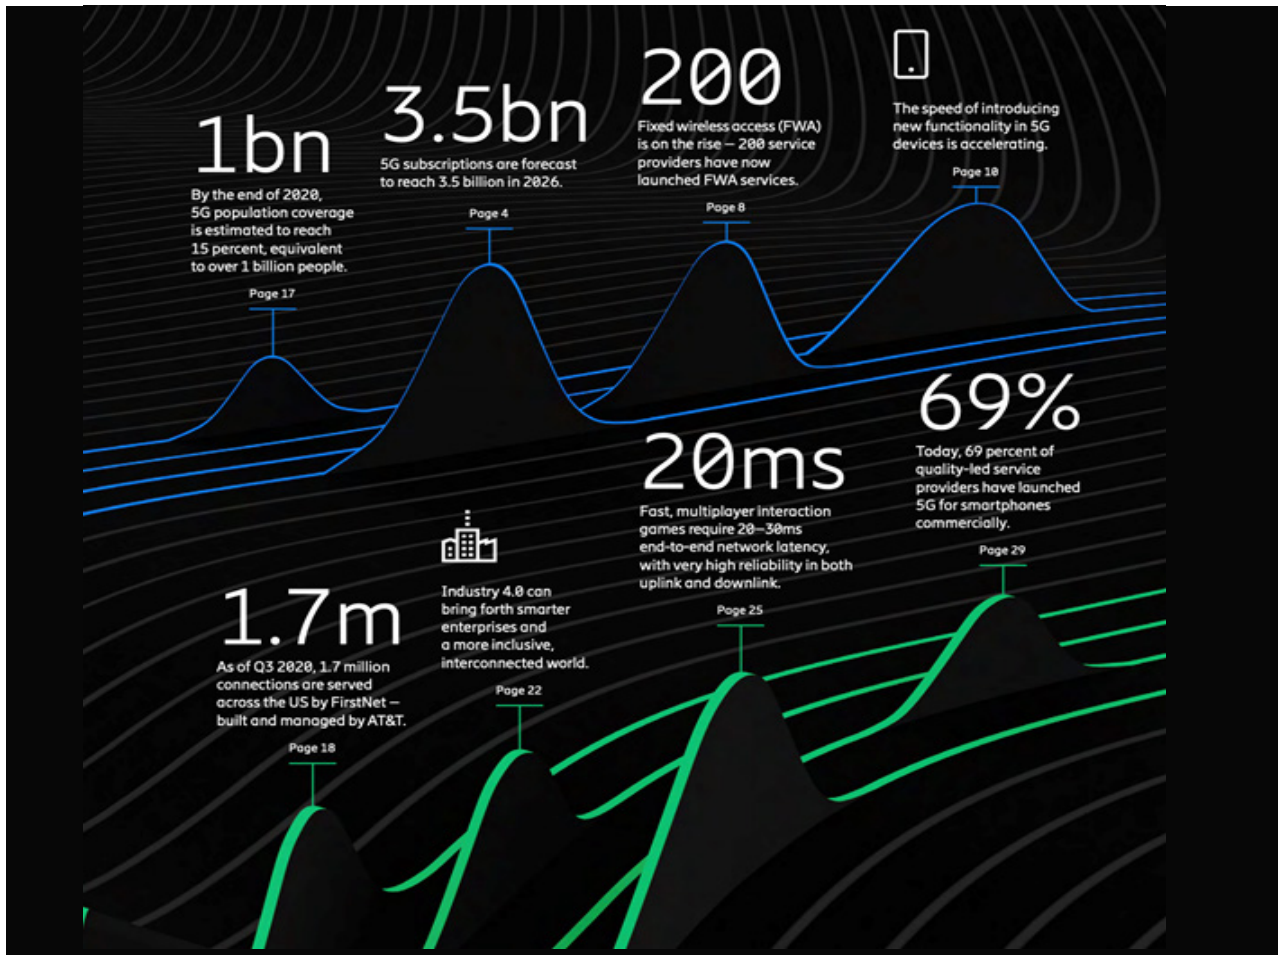 1bn
By the end of 2020,
5G population coverage
is estimated to reach
15 percent, equivalent
to over 1 billion people.
Page 17
3.5bn
5G subscriptions are forecast
to reach 3.5 billion in 2026.
Page 4
200
Fixed wireless access (FWA)
is on the rise – 200 service
providers have now
launched FWA services.
Page 8
The speed of introducing
new functionality in 5G
devices is accelerating.
Page 10
1.7m
As of Q3 2020, 1.7 million
connections are served
across the US by FirstNet –
built and managed by AT&T.
Page 18
Industry 4.0 can
bring forth smarter
enterprises and
a more inclusive,
interconnected world.
Page 22
20ms
Fast, multiplayer interaction
games require 20–30ms
end-to-end network latency,
with very high reliability in both
uplink and downlink.
Page 25
69%
Today, 69 percent of
quality-led service
providers have launched
5G for smartphones
commercially.
Page 29